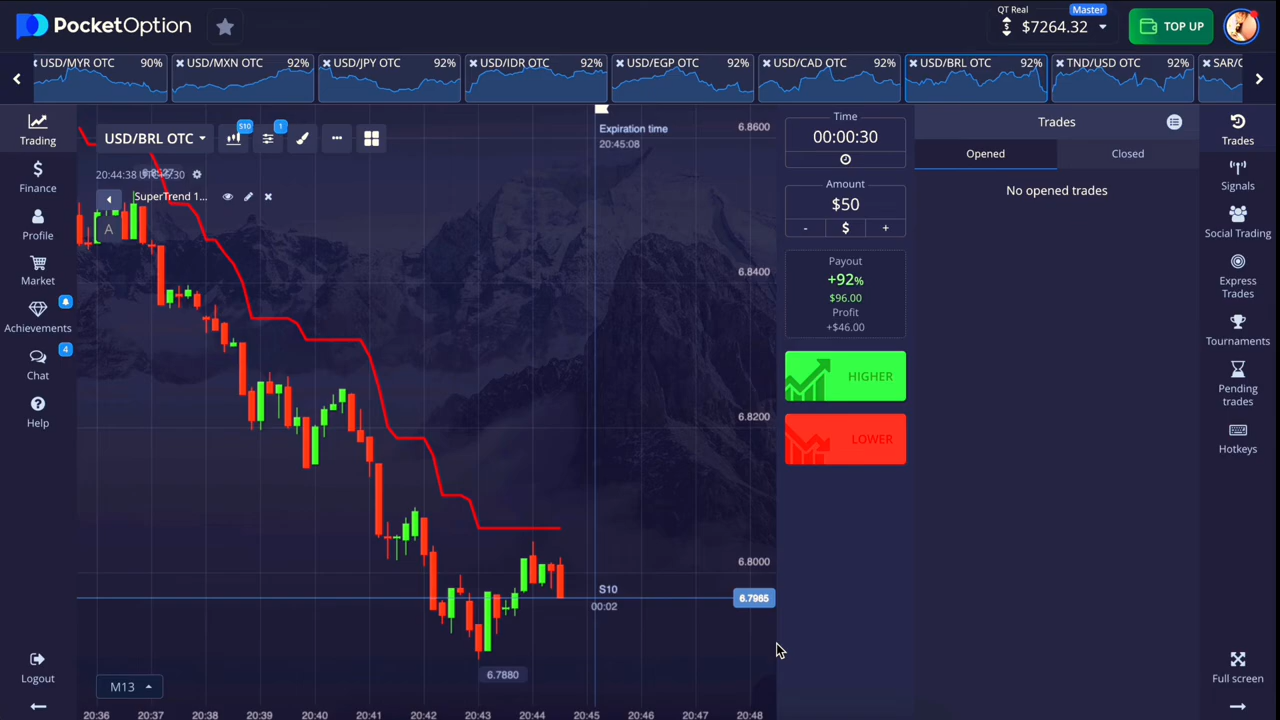 PocketOption
QT Real
Master
$7264.32
TOP UP
USD/MYR OTC 90%
USD/MXN OTC 92%
USD/JPY OTC 92%
USD/IDR OTC 92%
USD/EGP OTC 92%
USD/CAD OTC 92%
USD/BRL OTC 92%
TND/USD OTC 92%
SAR/C
Trading
Finance
Profile
Market
Achievements
Chat
4
Help
Logout
USD/BRL OTC
S10
1
20:44:38
SuperTrend 1...
A
Expiration time
20:45:08
6.8600
6.8400
6.8200
6.8000
6.7965
S10
00:02
6.7880
M13
20:36 20:37 20:38 20:39 20:40 20:41 20:42 20:43 20:44 20:45 20:46 20:47 20:48
Time
00:00:30
Amount
$50
- $ +
Payout
+92%
$96.00
Profit
+$46.00
HIGHER
LOWER
Trades
Opened
Closed
No opened trades
Trades
Signals
Social Trading
Express
Trades
Tournaments
Pending
trades
Hotkeys
Full screen